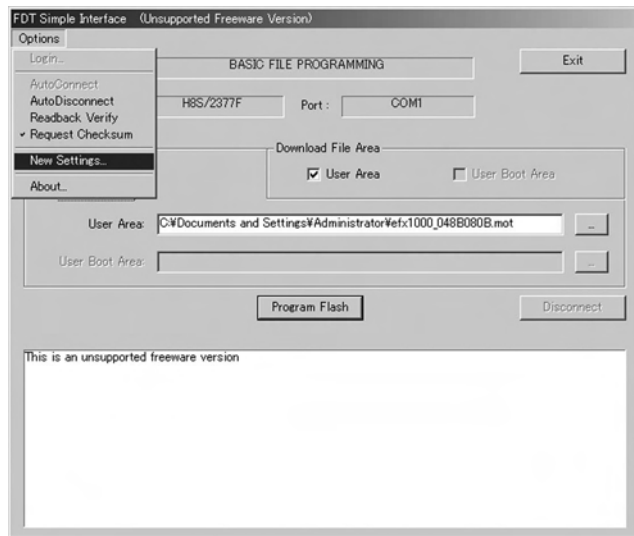 FDT Simple Interface (Unsupported Freeware Version)
Options
Login...
AutoConnect
AutoDisconnect
Readback Verify
✓ Request Checksum
New Settings...
About...
BASIC FILE PROGRAMMING
Exit
H8S/2377F
Port :
COM1
Download File Area
User Area
User Boot Area
User Area:
C:¥Documents and Settings¥Administrator¥efx1000_048B080B.mot
...
User Boot Area:
...
Program Flash
Disconnect
This is an unsupported freeware version